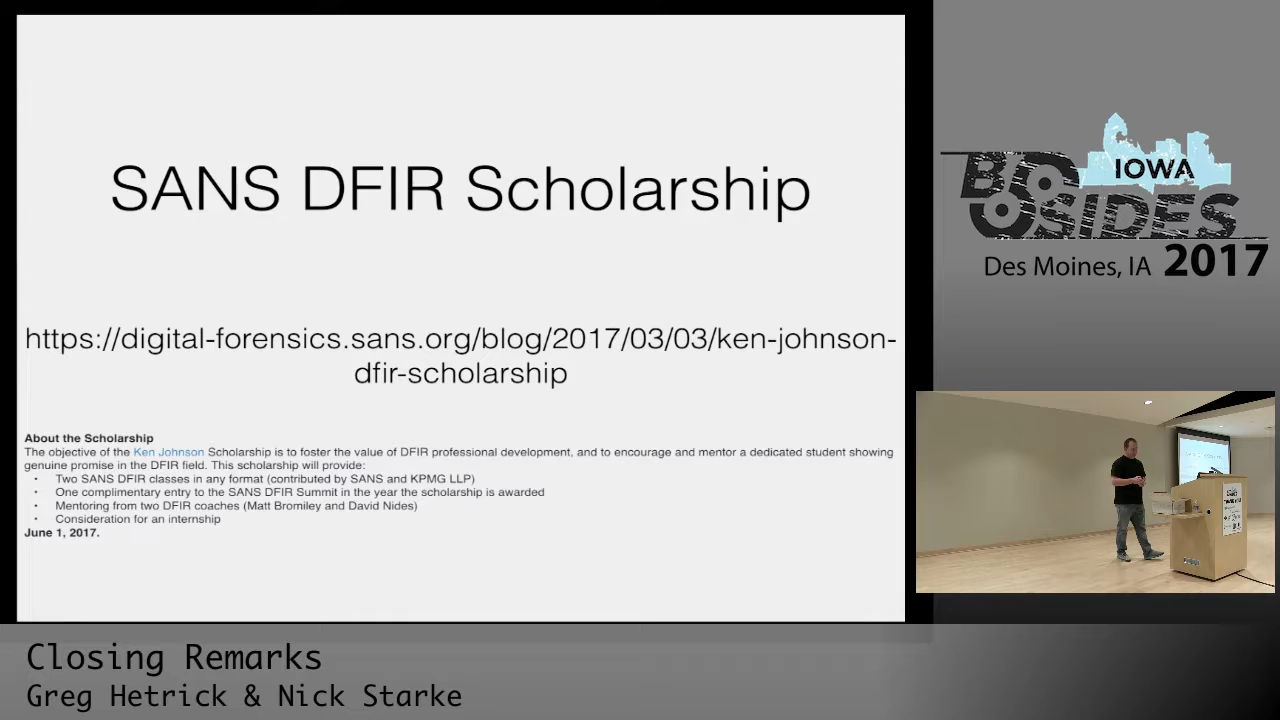 SANS DFIR Scholarship
https://digital-forensics.sans.org/blog/2017/03/03/ken-johnson-
dfir-scholarship
About the Scholarship
The objective of the Ken Johnson Scholarship is to foster the value of DFIR professional development, and to encourage and mentor a dedicated student showing
genuine promise in the DFIR field. This scholarship will provide:
• Two SANS DFIR classes in any format (contributed by SANS and KPMG LLP)
• One complimentary entry to the SANS DFIR Summit in the year the scholarship is awarded
• Mentoring from two DFIR coaches (Matt Bromiley and David Nides)
• Consideration for an internship
June 1, 2017.
IOWA
BSIDES
Des Moines, IA 2017
Closing Remarks
Greg Hetrick & Nick Starke